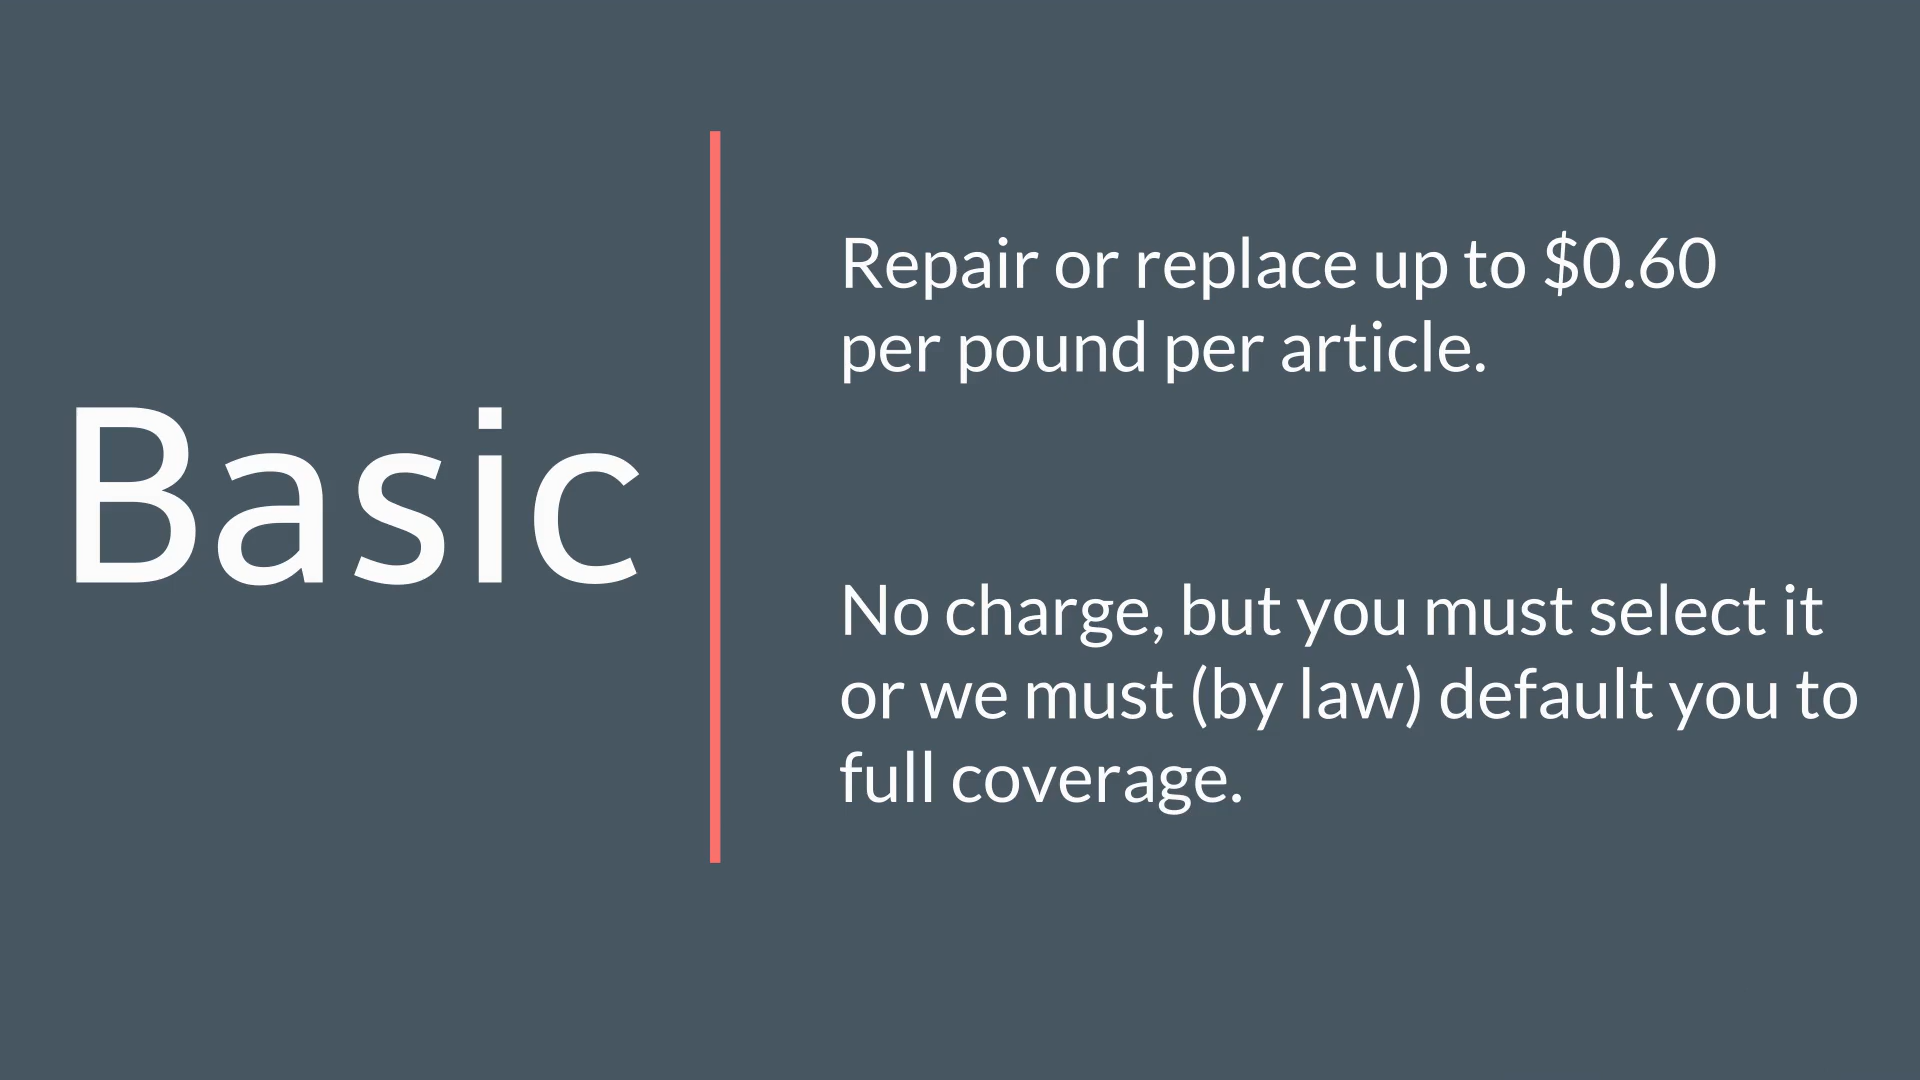 Basic
Repair or replace up to $0.60
per pound per article.
No charge, but you must select it
or we must (by law) default you to
full coverage.